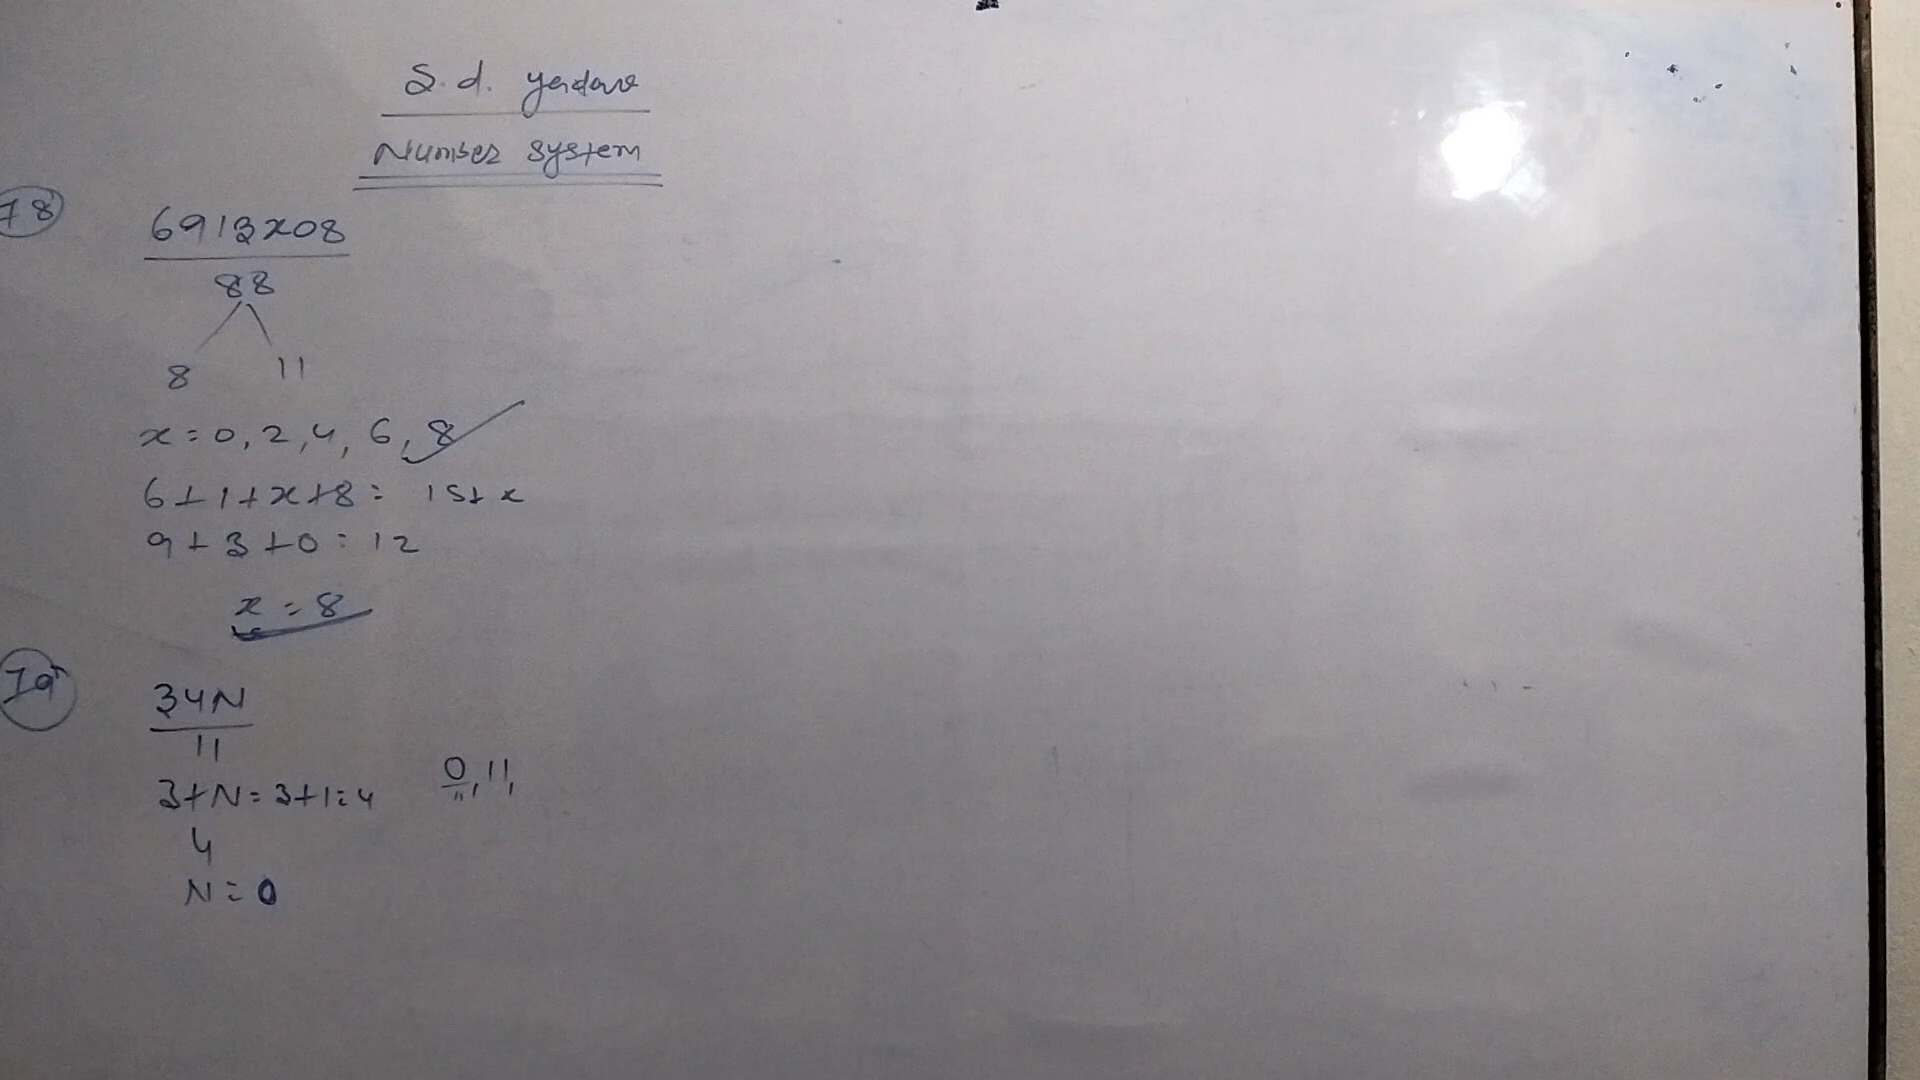 S. d. yadav
Number system
78
6913x08
88
8 11
x = 0, 2, 4, 6, 8
6+1+x+8 = 15+x
9+3+0 = 12
x = 8
79
34N
11
3+N = 3+1 = 4 0, 11,
4
N = 0